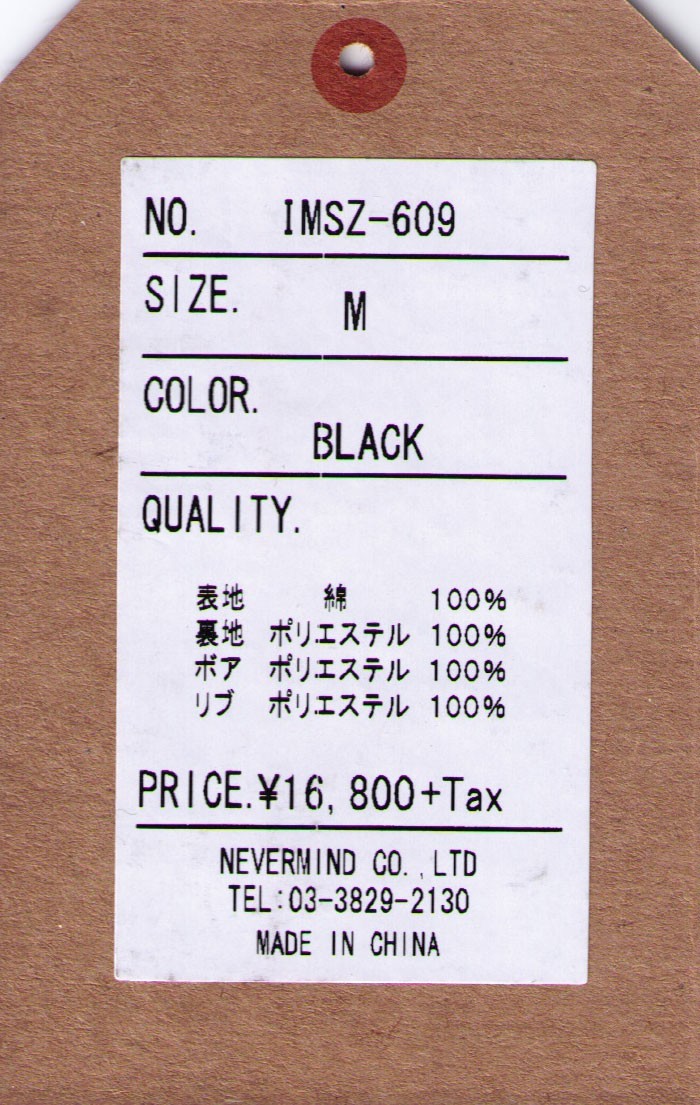 NO. IMSZ-609
SIZE. M
COLOR.
BLACK
QUALITY.
表地 綿 100%
裏地 ポリエステル 100%
ボア ポリエステル 100%
リブ ポリエステル 100%
PRICE.¥16,800+Tax
NEVERMIND CO.,LTD
TEL:03-3829-2130
MADE IN CHINA